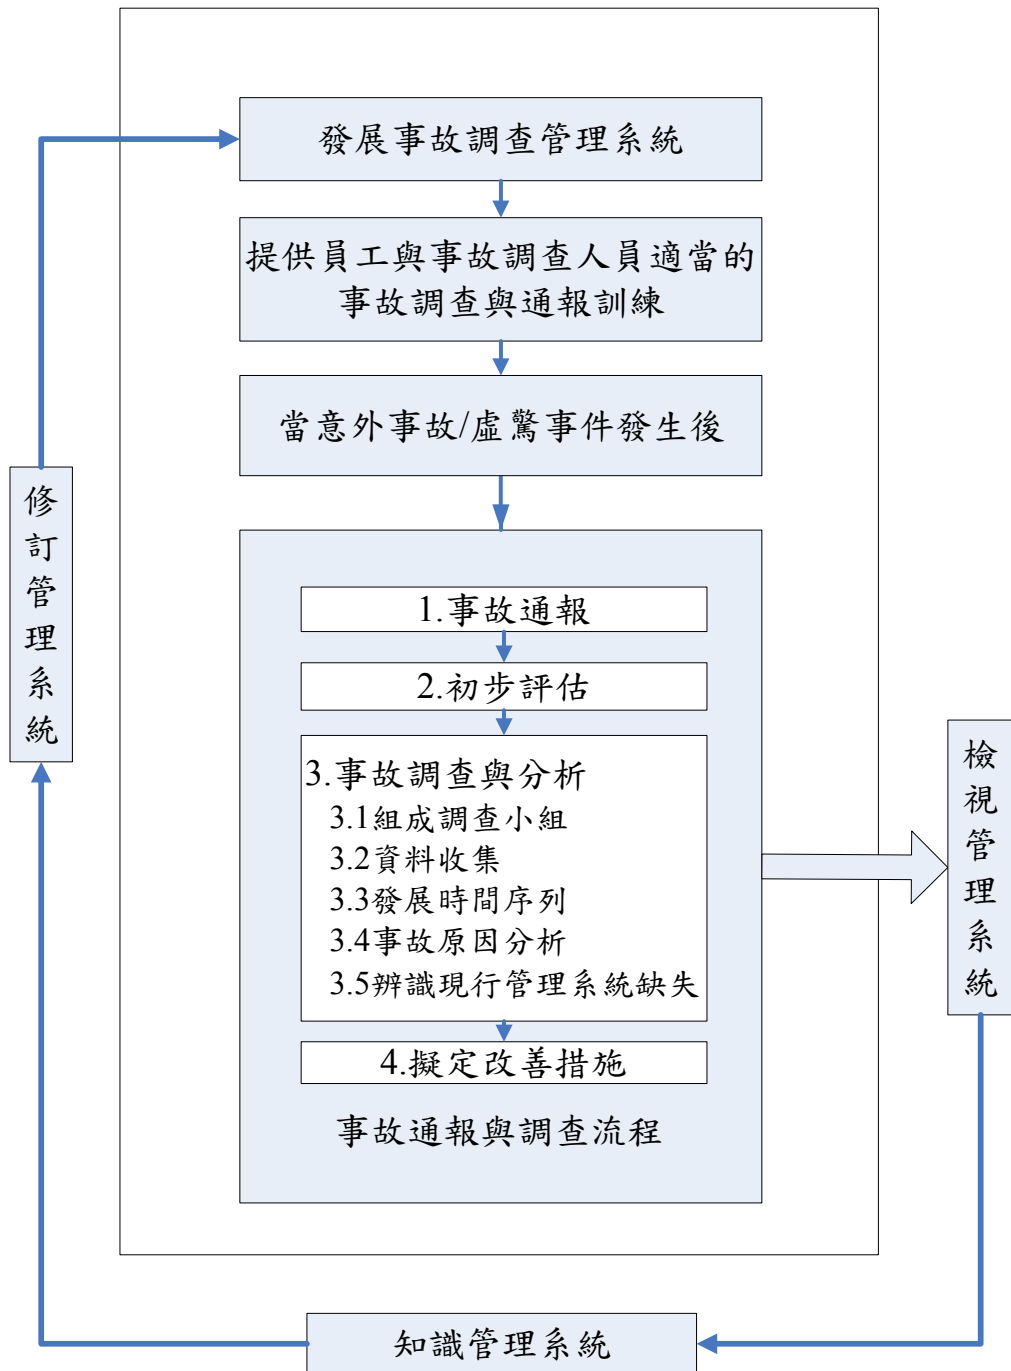 發展事故調查管理系統
提供員工與事故調查人員適當的
事故調查與通報訓練
當意外事故/虛驚事件發生後
1.事故通報
2.初步評估
3.事故調查與分析
3.1組成調查小組
3.2資料收集
3.3發展時間序列
3.4事故原因分析
3.5辨識現行管理系統缺失
4.擬定改善措施
事故通報與調查流程
檢視管理系統
知識管理系統
修訂管理系統